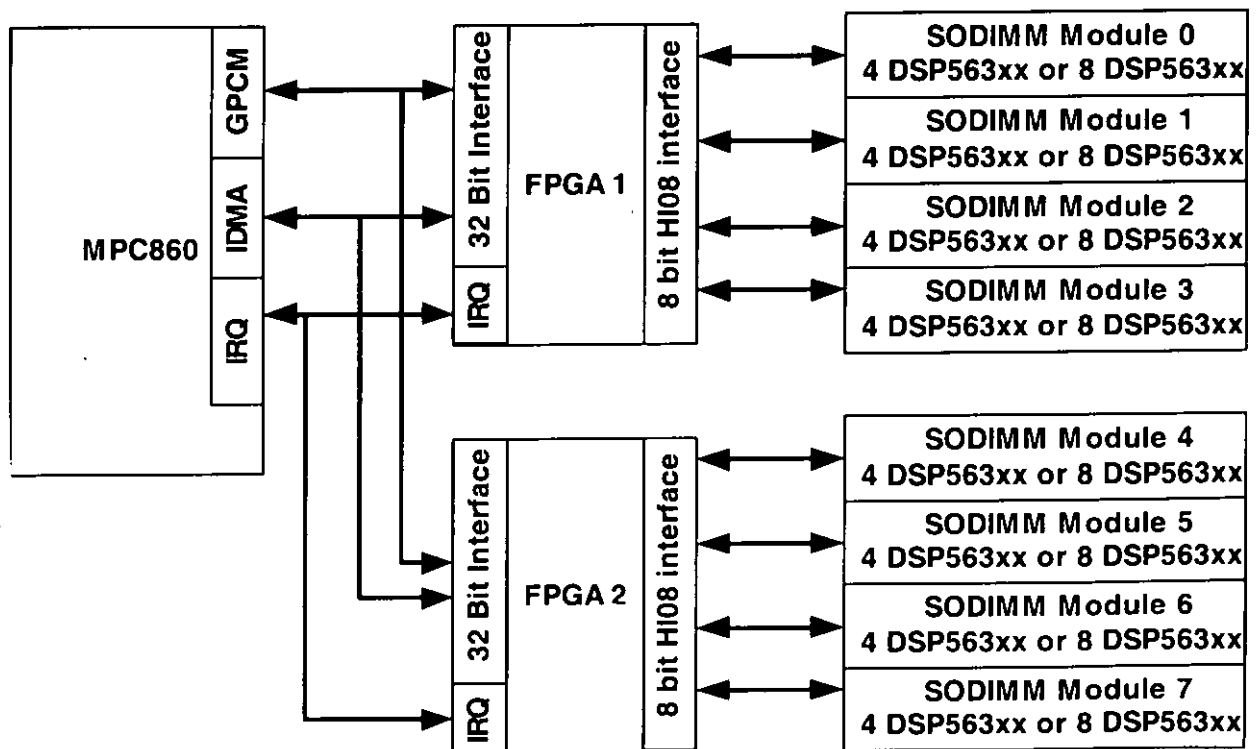 MPC860
GPCM
IDMA
IRQ
32 Bit Interface
IRQ
FPGA 1
8 bit HI08 interface
SODIMM Module 0
4 DSP563xx or 8 DSP563xx
SODIMM Module 1
4 DSP563xx or 8 DSP563xx
SODIMM Module 2
4 DSP563xx or 8 DSP563xx
SODIMM Module 3
4 DSP563xx or 8 DSP563xx
32 Bit Interface
IRQ
FPGA 2
8 bit HI08 interface
SODIMM Module 4
4 DSP563xx or 8 DSP563xx
SODIMM Module 5
4 DSP563xx or 8 DSP563xx
SODIMM Module 6
4 DSP563xx or 8 DSP563xx
SODIMM Module 7
4 DSP563xx or 8 DSP563xx